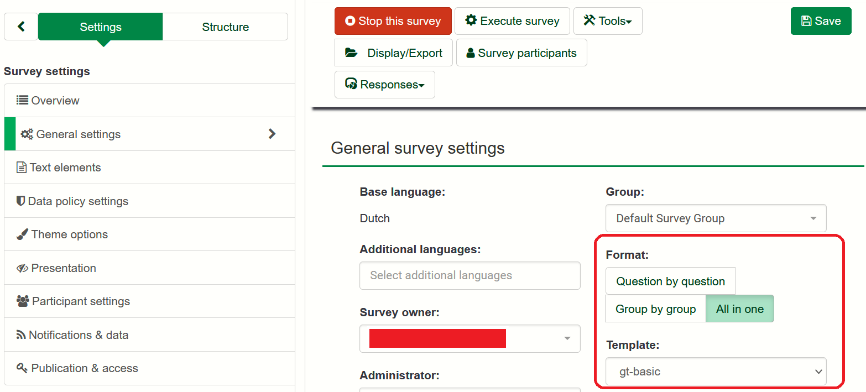 Settings
Structure
Stop this survey
Execute survey
Tools
Save
Display/Export
Survey participants
Responses
Survey settings
Overview
General settings
Text elements
Data policy settings
Theme options
Presentation
Participant settings
Notifications & data
Publication & access
General survey settings
Base language:
Dutch
Additional languages:
Select additional languages
Survey owner:
Administrator:
Group:
Default Survey Group
Format:
Question by question
Group by group
All in one
Template:
gt-basic